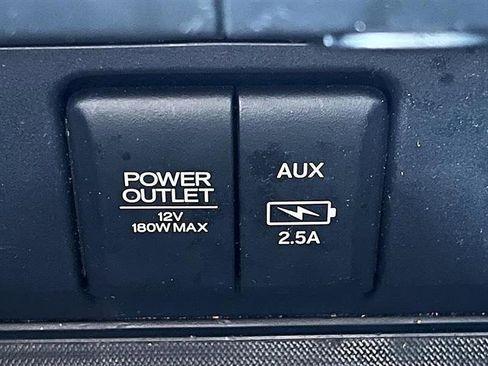 POWER
OUTLET
12V
180W MAX
AUX
2.5A